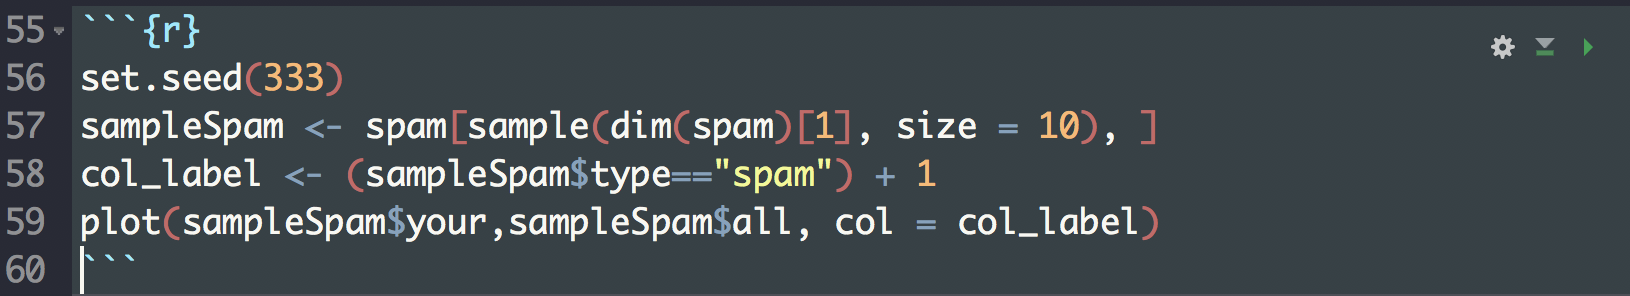 55 ```{r}
56 set.seed(333)
57 sampleSpam <- spam[sample(dim(spam)[1], size = 10), ]
58 col_label <- (sampleSpam$type=="spam") + 1
59 plot(sampleSpam$your,sampleSpam$all, col = col_label)
60 ```